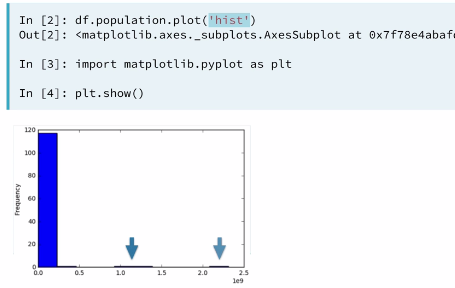 In [2]: df.population.plot('hist')
Out[2]: <matplotlib.axes._subplots.AxesSubplot at 0x7f78e4abafd
In [3]: import matplotlib.pyplot as plt
In [4]: plt.show()
120
100
80
60
40
20
0
Frequency
0.0 0.5 1.0 1.5 2.0 2.5
1e9